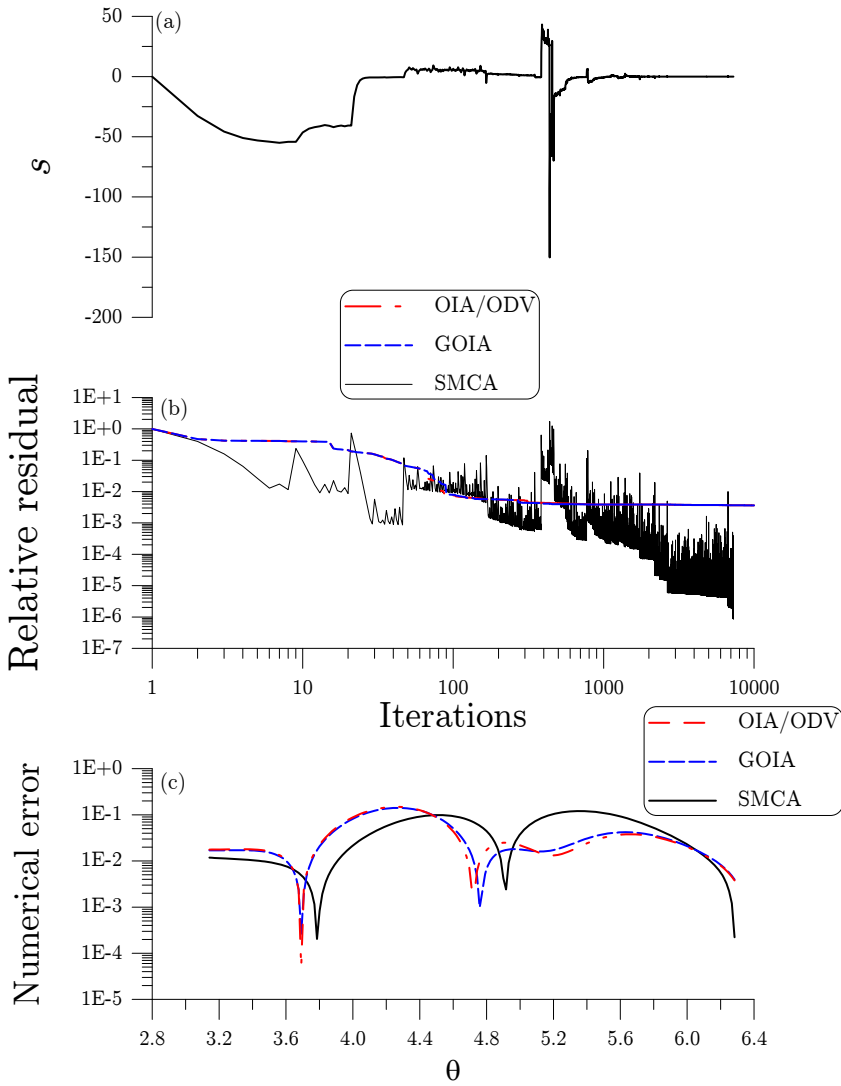 (a)
50
0
-50
-100
-150
-200
s
OIA/ODV
GOIA
SMCA
(b)
1E+1
1E+0
1E-1
1E-2
1E-3
1E-4
1E-5
1E-6
1E-7
Relative residual
1 10 100 1000 10000
Iterations
OIA/ODV
GOIA
SMCA
(c)
1E+0
1E-1
1E-2
1E-3
1E-4
1E-5
Numerical error
2.8 3.2 3.6 4.0 4.4 4.8 5.2 5.6 6.0 6.4
θ